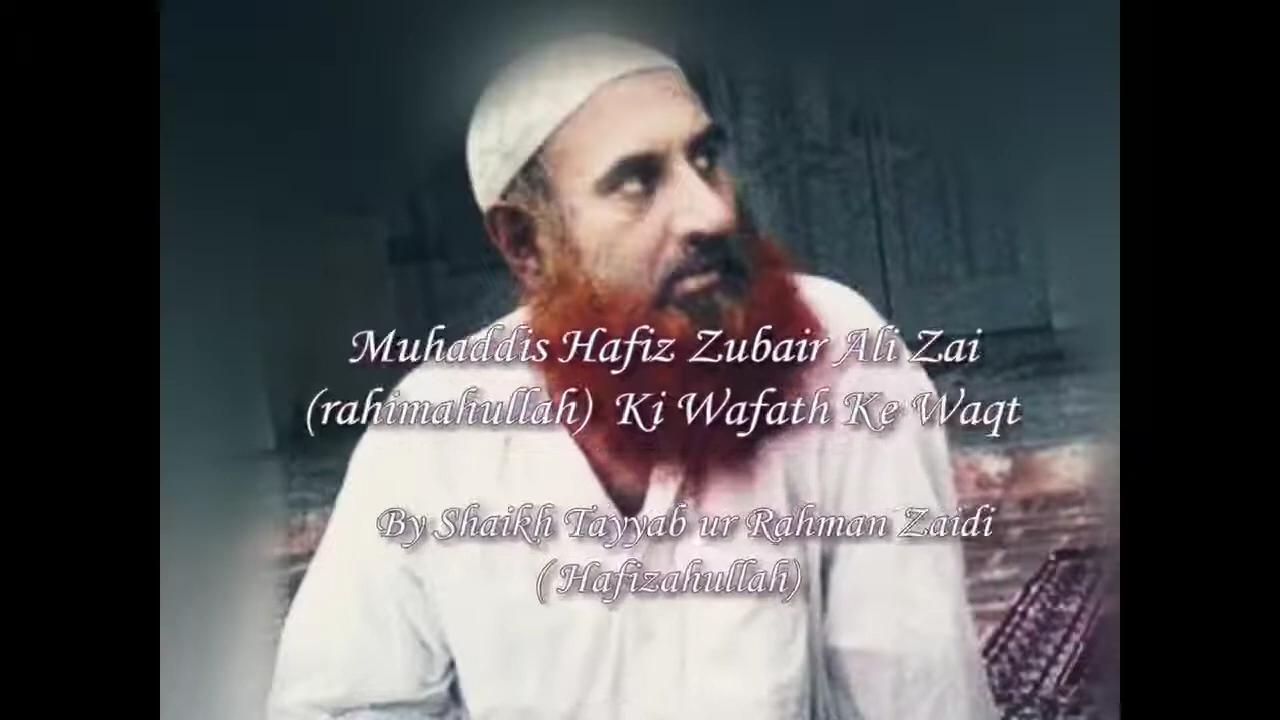 Muhaddis Hafiz Zubair Ali Zai
(rahimahullah) Ki Wafath Ke Waqt
By Shaikh Tayyab ur Rahman Zaidi
( Hafizahullah)